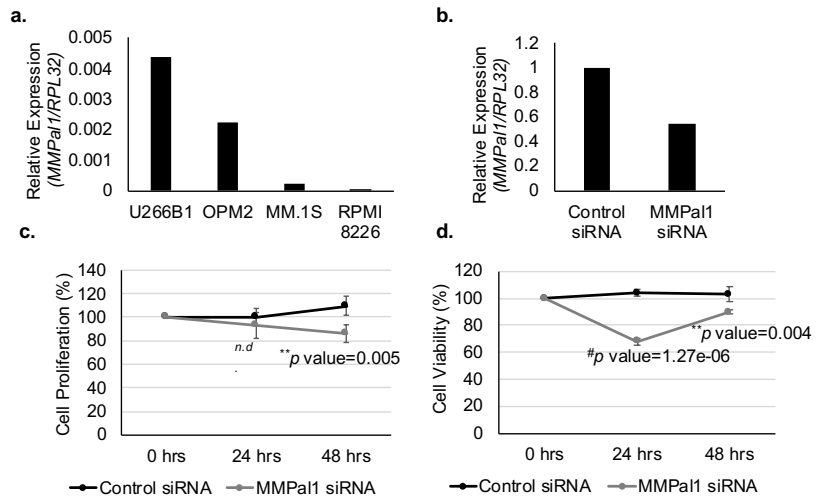 a.
Relative Expression
(MMPal1/RPL32)
0.005
0.004
0.003
0.002
0.001
0
U266B1 OPM2 MM.1S RPMI
8226
b.
Relative Expression
(MMPal1/RPL32)
1.2
1
0.8
0.6
0.4
0.2
0
Control
siRNA
MMPal1
siRNA
c.
Cell Proliferation (%)
140
120
100
80
60
40
20
0
n.d
.
**p value=0.005
0 hrs 24 hrs 48 hrs
Control siRNA MMPal1 siRNA
d.
Cell Viability (%)
120
100
80
60
40
20
0
**p value=0.004
#p value=1.27e-06
0 hrs 24 hrs 48 hrs
Control siRNA MMPal1 siRNA